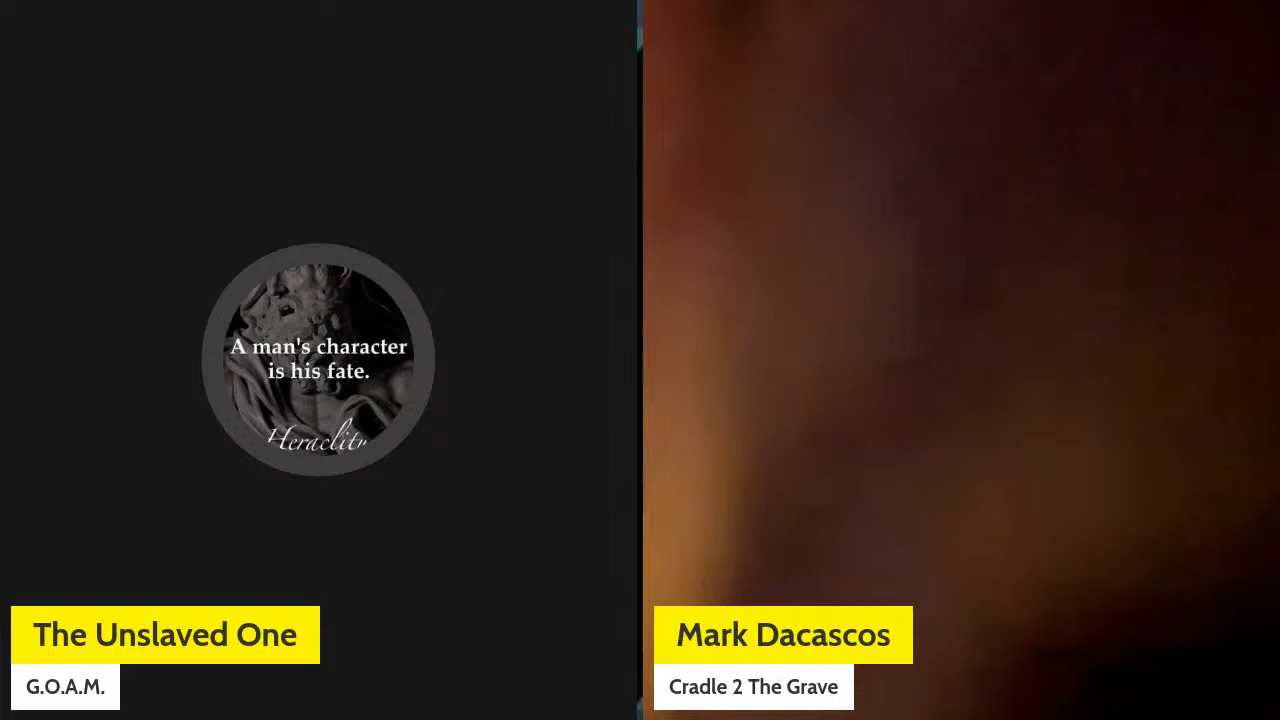 A man's character
is his fate.
The Unslaved One
G.O.A.M.
Mark Dacascos
Cradle 2 The Grave